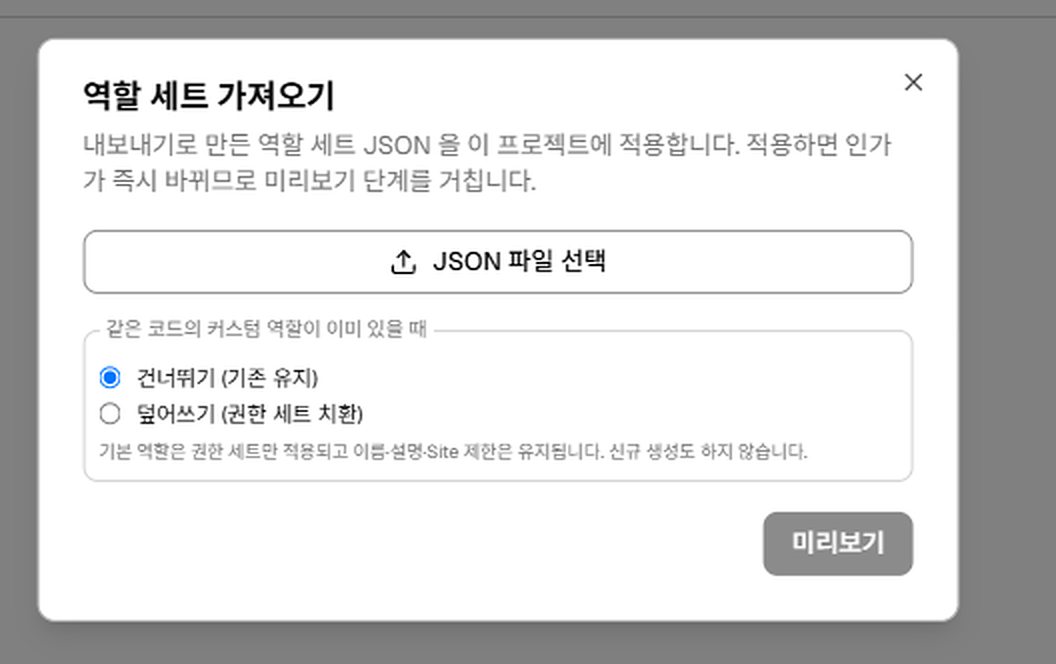 역할 세트 가져오기
내보내기로 만든 역할 세트 JSON 을 이 프로젝트에 적용합니다. 적용하면 인가
가 즉시 바뀌므로 미리보기 단계를 거칩니다.
JSON 파일 선택
같은 코드의 커스텀 역할이 이미 있을 때
건너뛰기 (기존 유지)
덮어쓰기 (권한 세트 치환)
기본 역할은 권한 세트만 적용되고 이름·설명·Site 제한은 유지됩니다. 신규 생성도 하지 않습니다.
미리보기